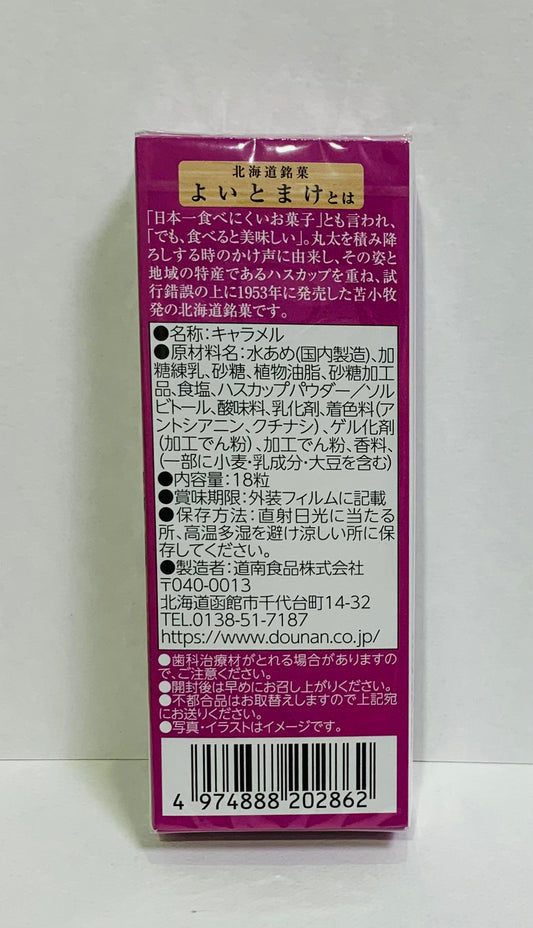 北海道銘菓
よいとまけとは
「日本一食べにくいお菓子」とも言われ、
「でも、食べると美味しい」。丸太を積み降
ろしする時のかけ声に由来し、その姿と
地域の特産であるハスカップを重ね、試
行錯誤の上に1953年に発売した苫小牧
発の北海道銘菓です。
●名称:キャラメル
●原材料名:水あめ(国内製造)、加
糖練乳、砂糖、植物油脂、砂糖加工
品、食塩、ハスカップパウダー/ソル
ビトール、酸味料、乳化剤、着色料(ア
ントシアニン、クチナシ)、ゲル化剤
(加工でん粉)、加工でん粉、香料、
(一部に小麦・乳成分・大豆を含む)
●内容量:18粒
●賞味期限:外装フィルムに記載
●保存方法:直射日光に当たる
所、高温多湿を避け涼しい所に保
存してください。
●製造者:道南食品株式会社
〒040-0013
北海道函館市千代台町14-32
TEL.0138-51-7187
https://www.dounan.co.jp/
●歯科治療材がとれる場合がありますの
で、ご注意ください。
●開封後は早めにお召し上がりください。
●不都合品はお取替えしますので上記宛
にお送りください。
●写真・イラストはイメージです。
4 974888 202862